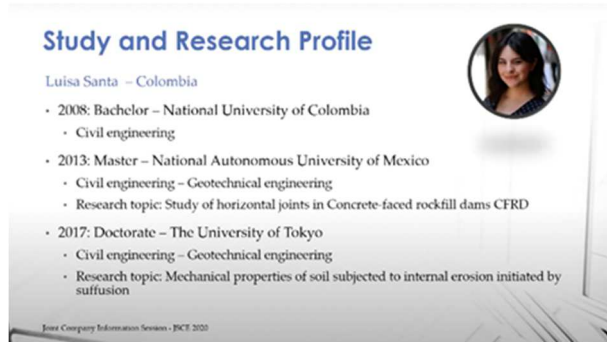 Study and Research Profile
Luisa Santa – Colombia
• 2008: Bachelor – National University of Colombia
• Civil engineering
• 2013: Master – National Autonomous University of Mexico
• Civil engineering – Geotechnical engineering
• Research topic: Study of horizontal joints in Concrete-faced rockfill dams CFRD
• 2017: Doctorate – The University of Tokyo
• Civil engineering – Geotechnical engineering
• Research topic: Mechanical properties of soil subjected to internal erosion initiated by
suffusion
Joint Company Information Session - JSCE 2020